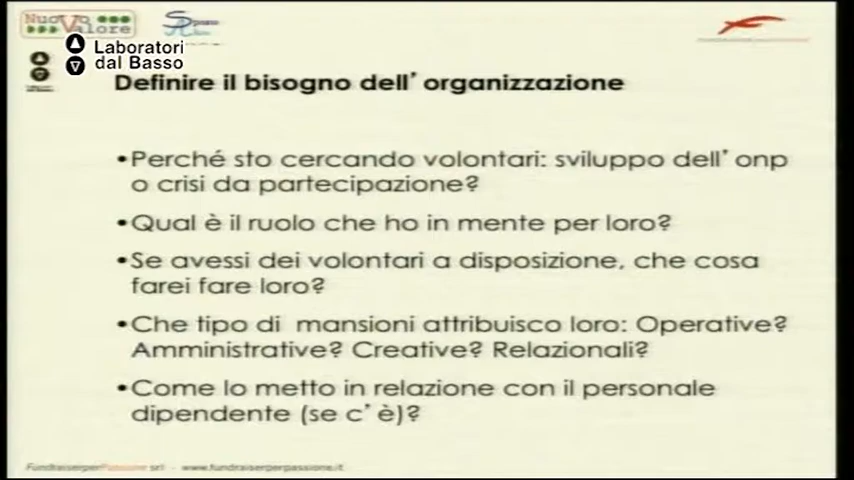 Nuovo
Valore
Laboratori
dal Basso
Definire il bisogno dell' organizzazione
•Perché sto cercando volontari: sviluppo dell' onp
o crisi da partecipazione?
•Qual è il ruolo che ho in mente per loro?
•Se avessi dei volontari a disposizione, che cosa
farei fare loro?
•Che tipo di mansioni attribuisco loro: Operative?
Amministrative? Creative? Relazionali?
•Come lo metto in relazione con il personale
dipendente (se c' è)?
FundraiserperPassione srl - www.fundraiserperpassione.it